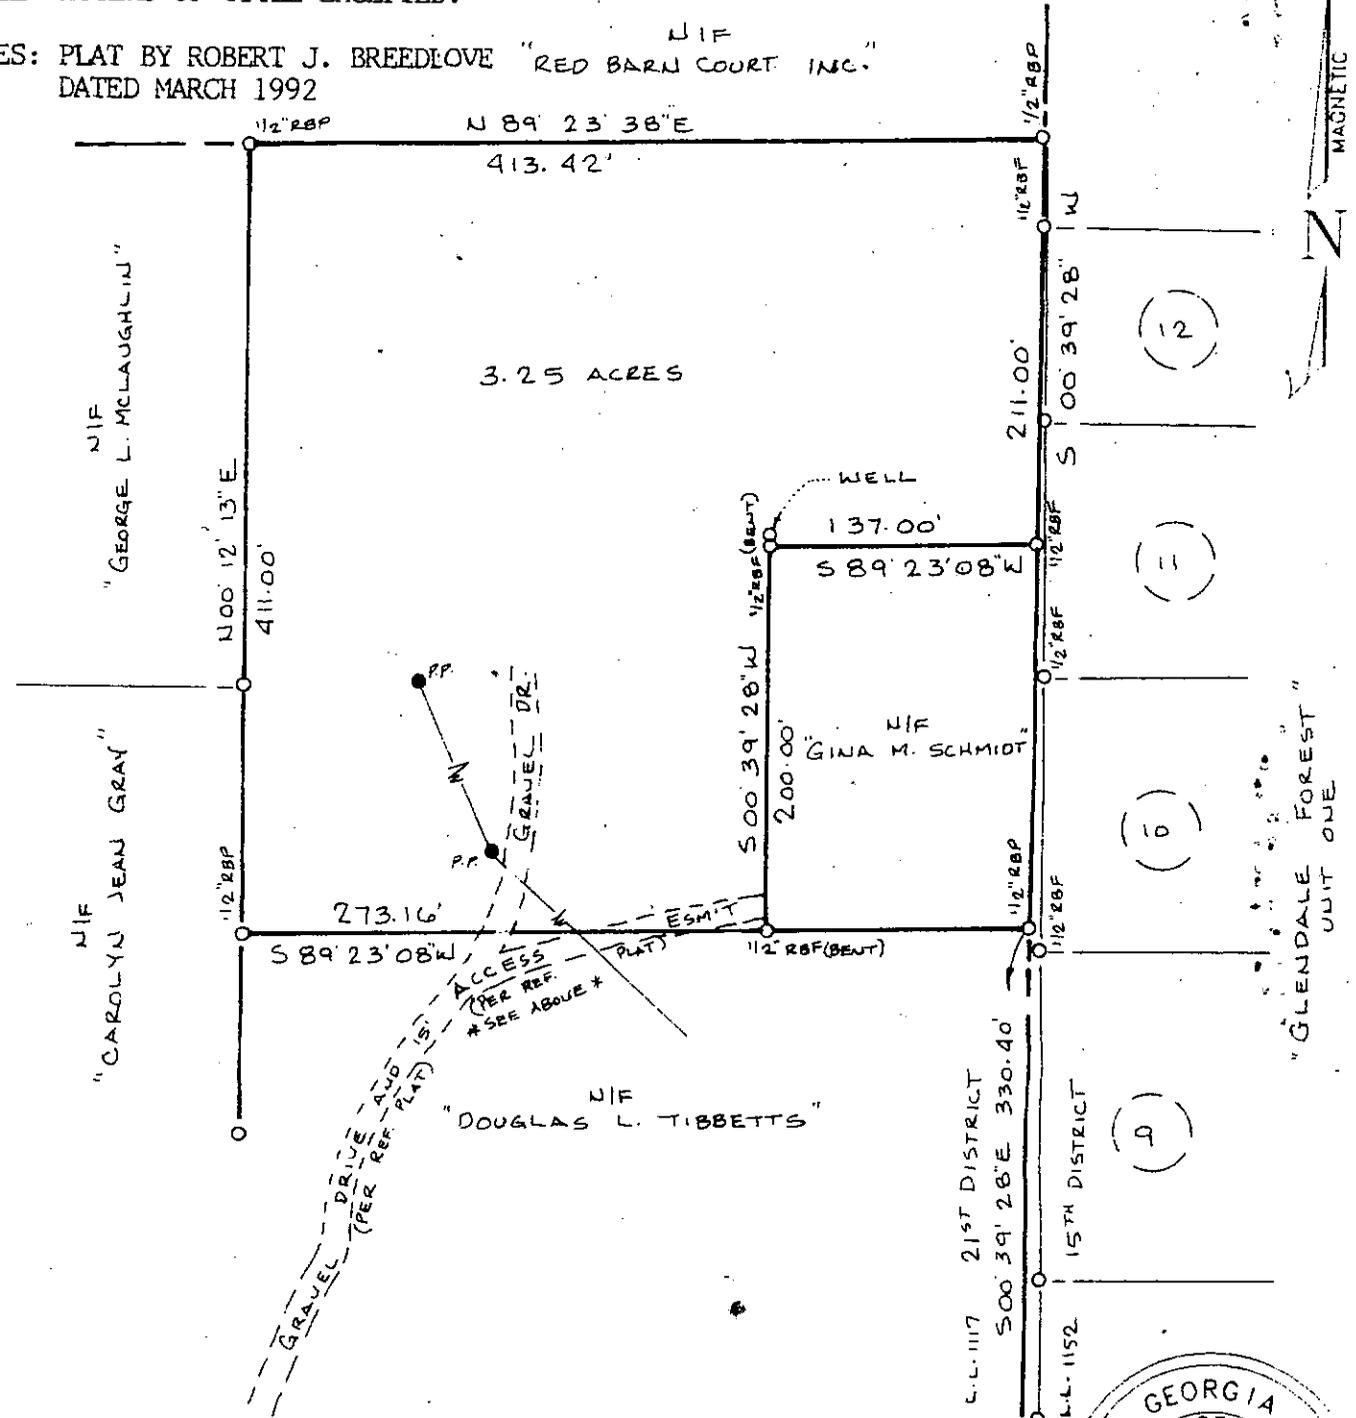 ES: PLAT BY ROBERT J. BREEDLOVE
DATED MARCH 1992
N/F
"RED BARN COURT INC."
1/2" RBP
N 89° 23' 38"E
413.42'
1/2" RBP
MAGNETIC
N
1/2" RBF
S 00° 39' 28" W
211.00'
12
N/F
"GEORGE L. MCLAUGHLIN"
3.25 ACRES
N 00° 12' 13" E
411.00'
WELL
137.00'
S 89° 23' 08" W
1/2" RBF (BENT)
1/2" RBF
11
1/2" RBF
P.P.
GRAVEL DR.
S 00° 39' 28" W
200.00'
N/F
"GINA M. SCHMIDT"
"GLENDALE FOREST"
UNIT ONE
10
N/F
"CAROLYN JEAN GRAY"
P.P.
1/2" RBP
273.16'
S 89° 23' 08" W
ACCESS ESM'T
(PER REF. PLAT)
*SEE ABOVE*
1/2" RBF (BENT)
1/2" RBP
1/2" RBF
GRAVEL DRIVE AND 15'
(PER REF. PLAT)
N/F
"DOUGLAS L. TIBBETTS"
L.L. 1117 21ST DISTRICT
S 00° 39' 28" E 330.40'
L.L. 1152 15TH DISTRICT
9
GEORGIA